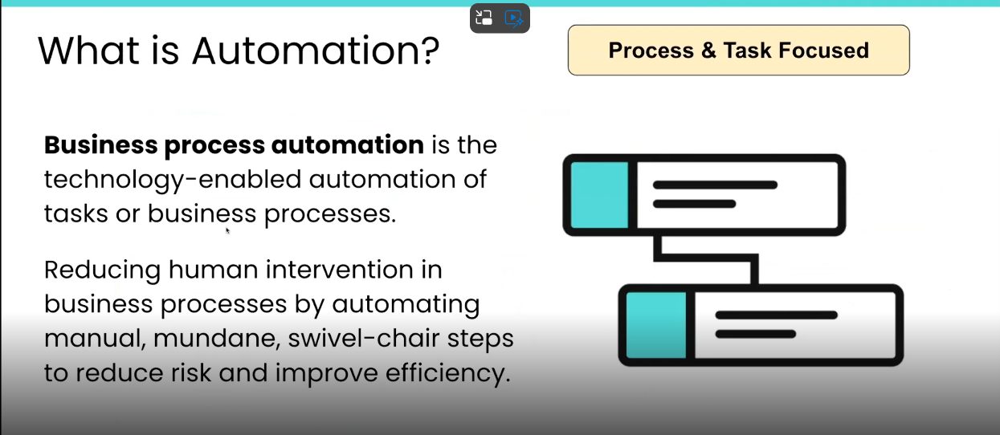 What is Automation?
Process & Task Focused
Business process automation is the
technology-enabled automation of
tasks or business processes.
Reducing human intervention in
business processes by automating
manual, mundane, swivel-chair steps
to reduce risk and improve efficiency.